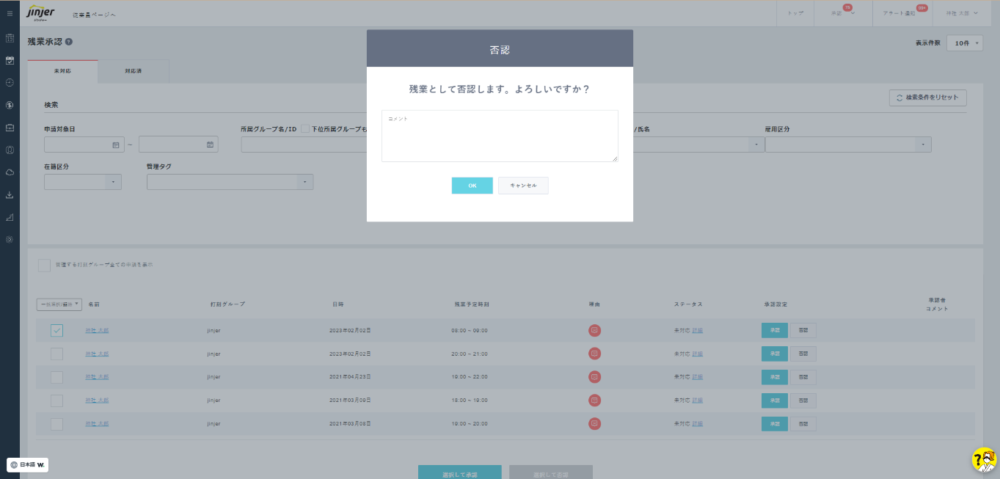 jinjer
従業員ページへ
トップ
承認
78
アラート通知
99+
神社 太郎
残業承認 ?
表示件数
10件
未対応
対応済
否認
残業として否認します。よろしいですか？
コメント
OK
キャンセル
検索
検索条件をリセット
申請対象日
～
所属グループ名/ID
下位所属グループも
/氏名
雇用区分
在籍区分
管理タグ
管理する打刻グループ全ての申請を表示
一括選択/解除
名前
打刻グループ
日時
残業予定時刻
理由
ステータス
承認設定
承認者
コメント
神社 太郎 jinjer 2023年02月02日 08:00 ~ 09:00 未対応 詳細 承認 否認
神社 太郎 jinjer 2023年02月02日 20:00 ~ 21:00 未対応 詳細 承認 否認
神社 太郎 jinjer 2021年04月23日 19:00 ~ 22:00 未対応 詳細 承認 否認
神社 太郎 jinjer 2021年03月09日 18:00 ~ 19:00 未対応 詳細 承認 否認
神社 太郎 jinjer 2021年03月08日 19:00 ~ 20:00 未対応 詳細 承認 否認
選択して承認
選択して否認
日本語 W.
?